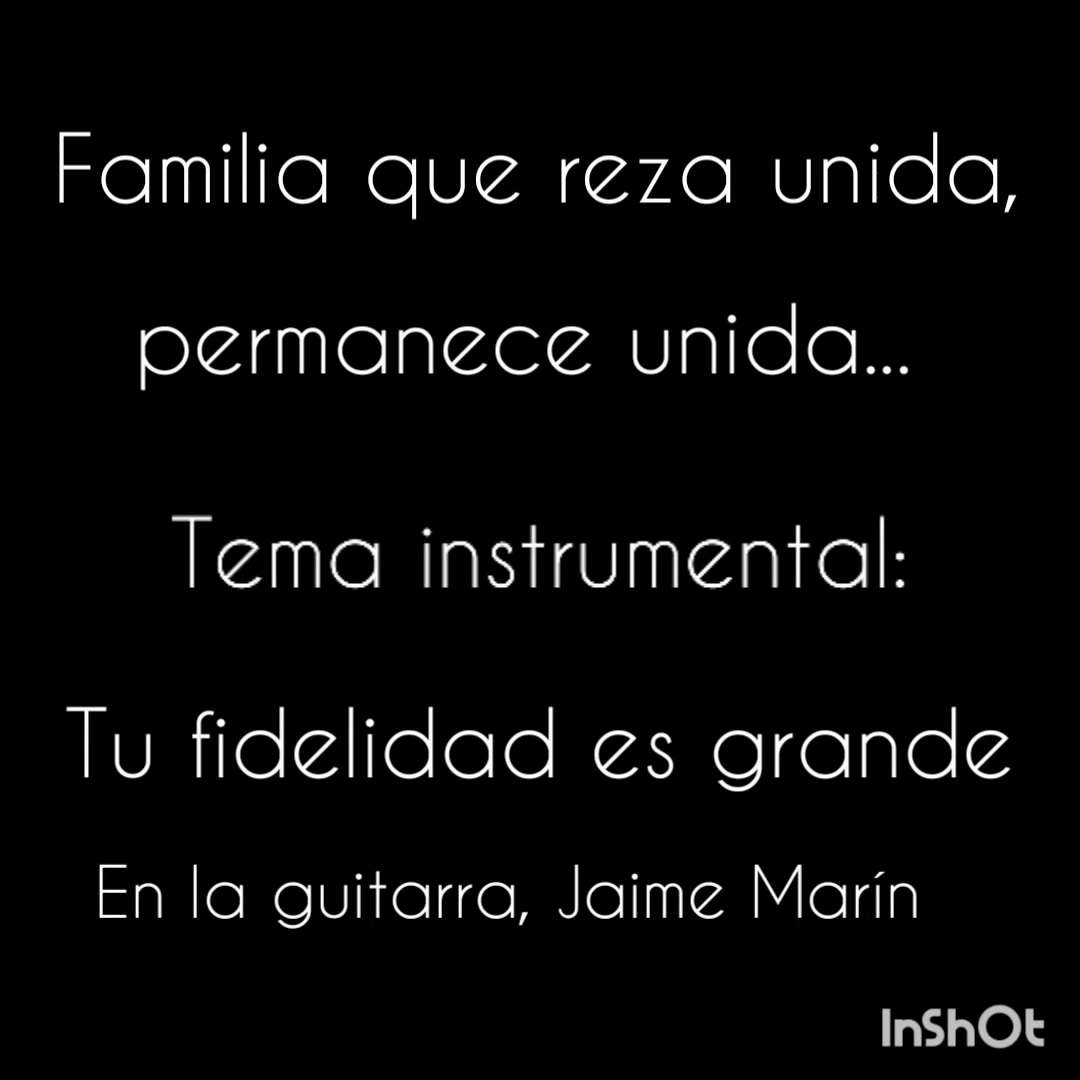 Familia que reza unida,
permanece unida...
Tema instrumental:
Tu fidelidad es grande
En la guitarra, Jaime Marín
InShOt